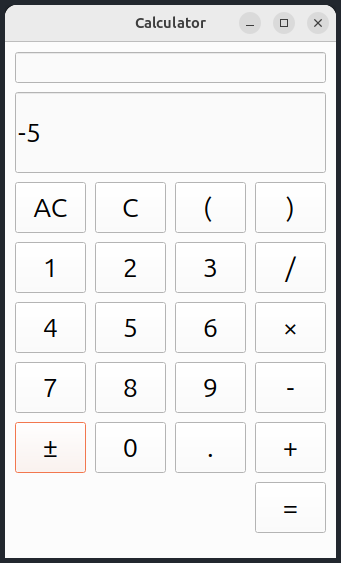 Calculator
-5
AC C ( )
1 2 3 /
4 5 6 ×
7 8 9 -
± 0 . +
=